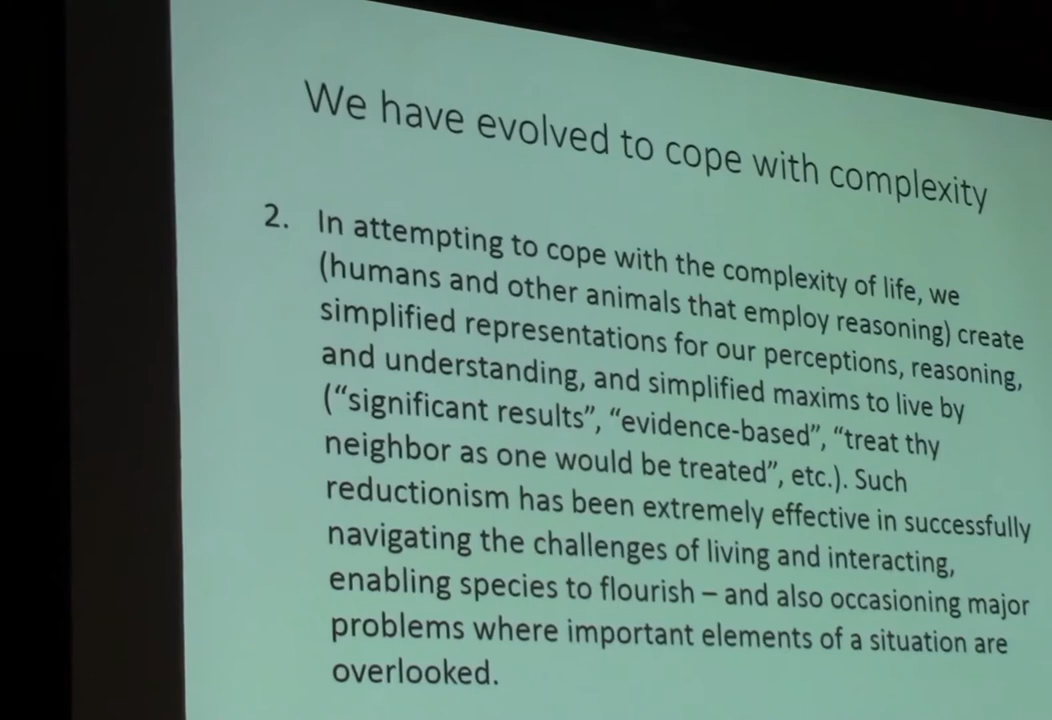 We have evolved to cope with complexity
2. In attempting to cope with the complexity of life, we
(humans and other animals that employ reasoning) create
simplified representations for our perceptions, reasoning,
and understanding, and simplified maxims to live by
(“significant results”, “evidence-based”, “treat thy
neighbor as one would be treated”, etc.). Such
reductionism has been extremely effective in successfully
navigating the challenges of living and interacting,
enabling species to flourish – and also occasioning major
problems where important elements of a situation are
overlooked.